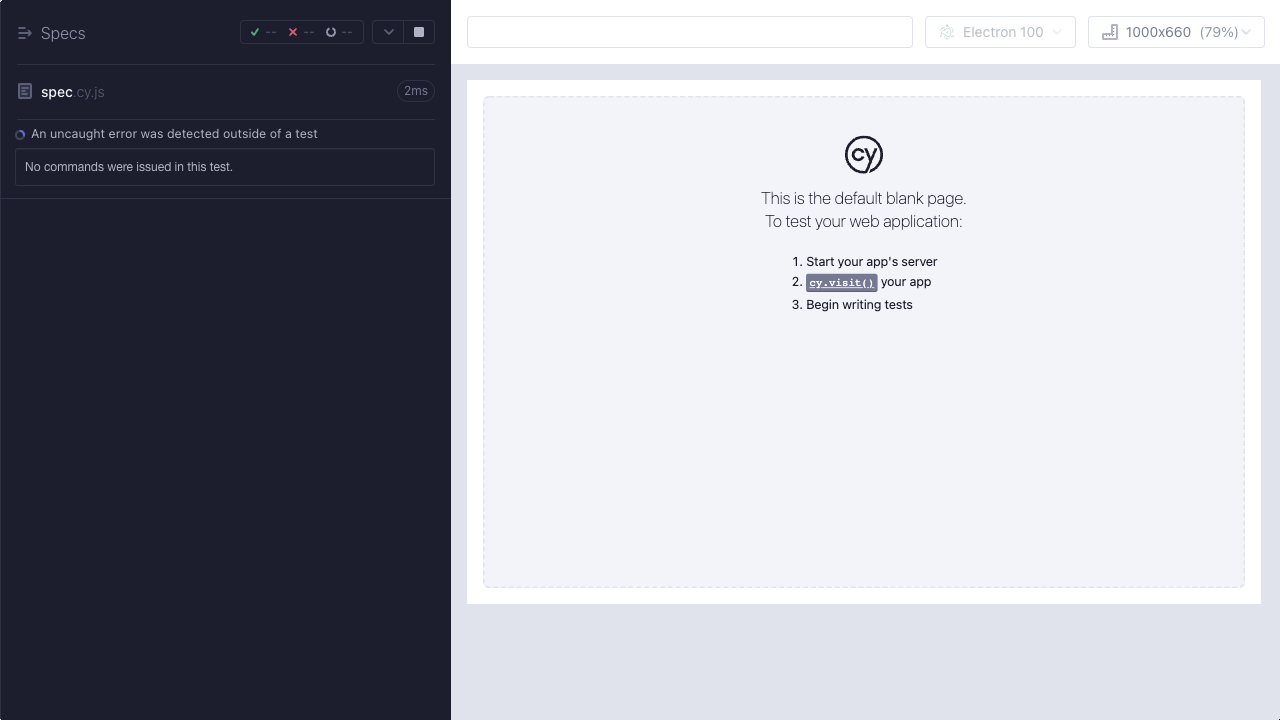 Specs
-- -- --
spec.cy.js
2ms
An uncaught error was detected outside of a test
No commands were issued in this test.
Electron 100
1000x660 (79%)
cy
This is the default blank page.
To test your web application:
1. Start your app's server
2. cy.visit() your app
3. Begin writing tests